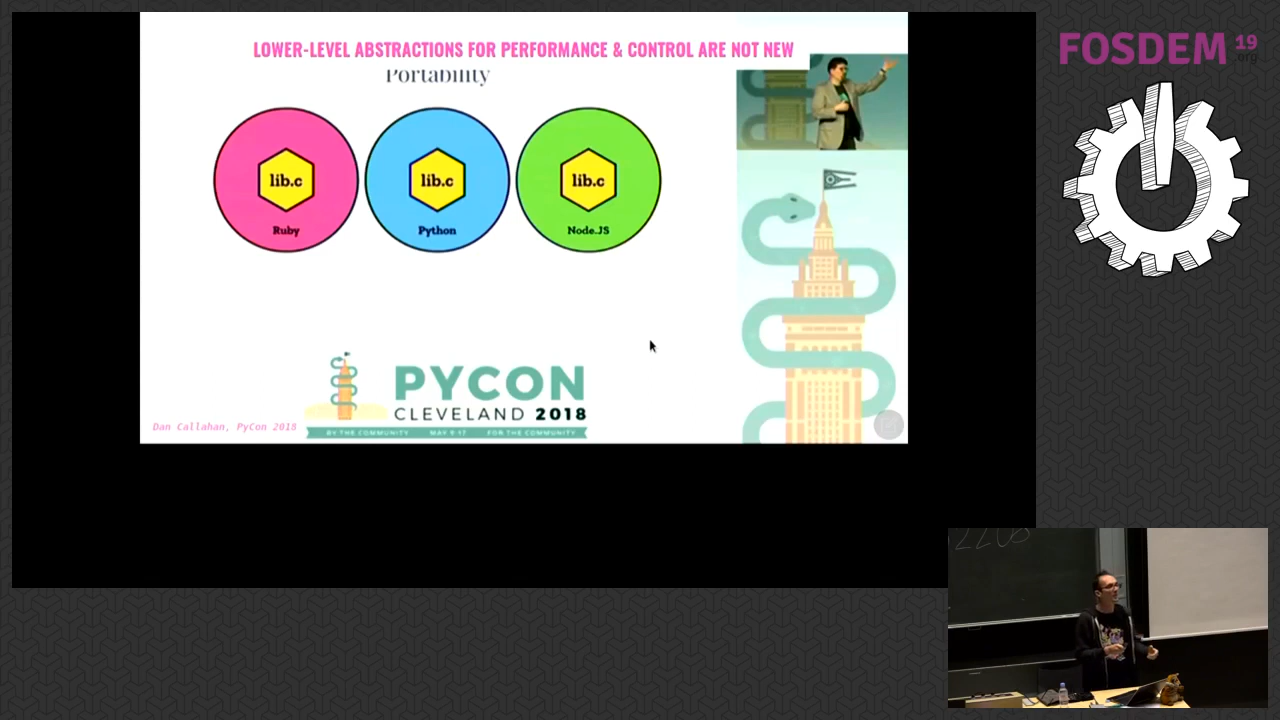 LOWER-LEVEL ABSTRACTIONS FOR PERFORMANCE & CONTROL ARE NOT NEW
Portability
lib.c
lib.c
lib.c
Ruby
Python
Node.JS
PYCON
CLEVELAND 2018
BY THE COMMUNITY MAY 9-17 FOR THE COMMUNITY
Dan Callahan, PyCon 2018
FOSDEM 19
.org